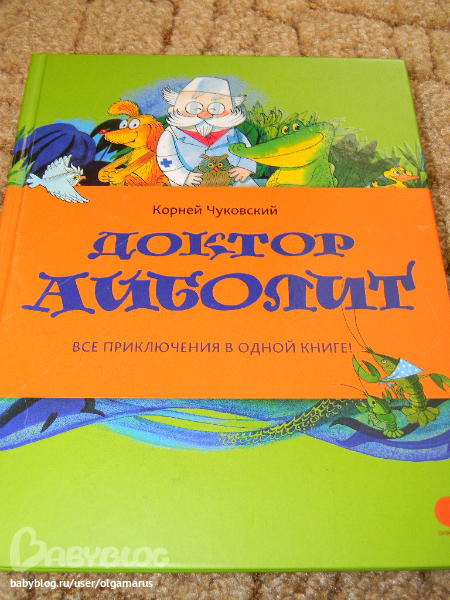 Корней Чуковский
ДОКТОР
АЙБОЛИТ
ВСЕ ПРИКЛЮЧЕНИЯ В ОДНОЙ КНИГЕ!
BABYBLOG
babyblog.ru/user/olgamarus